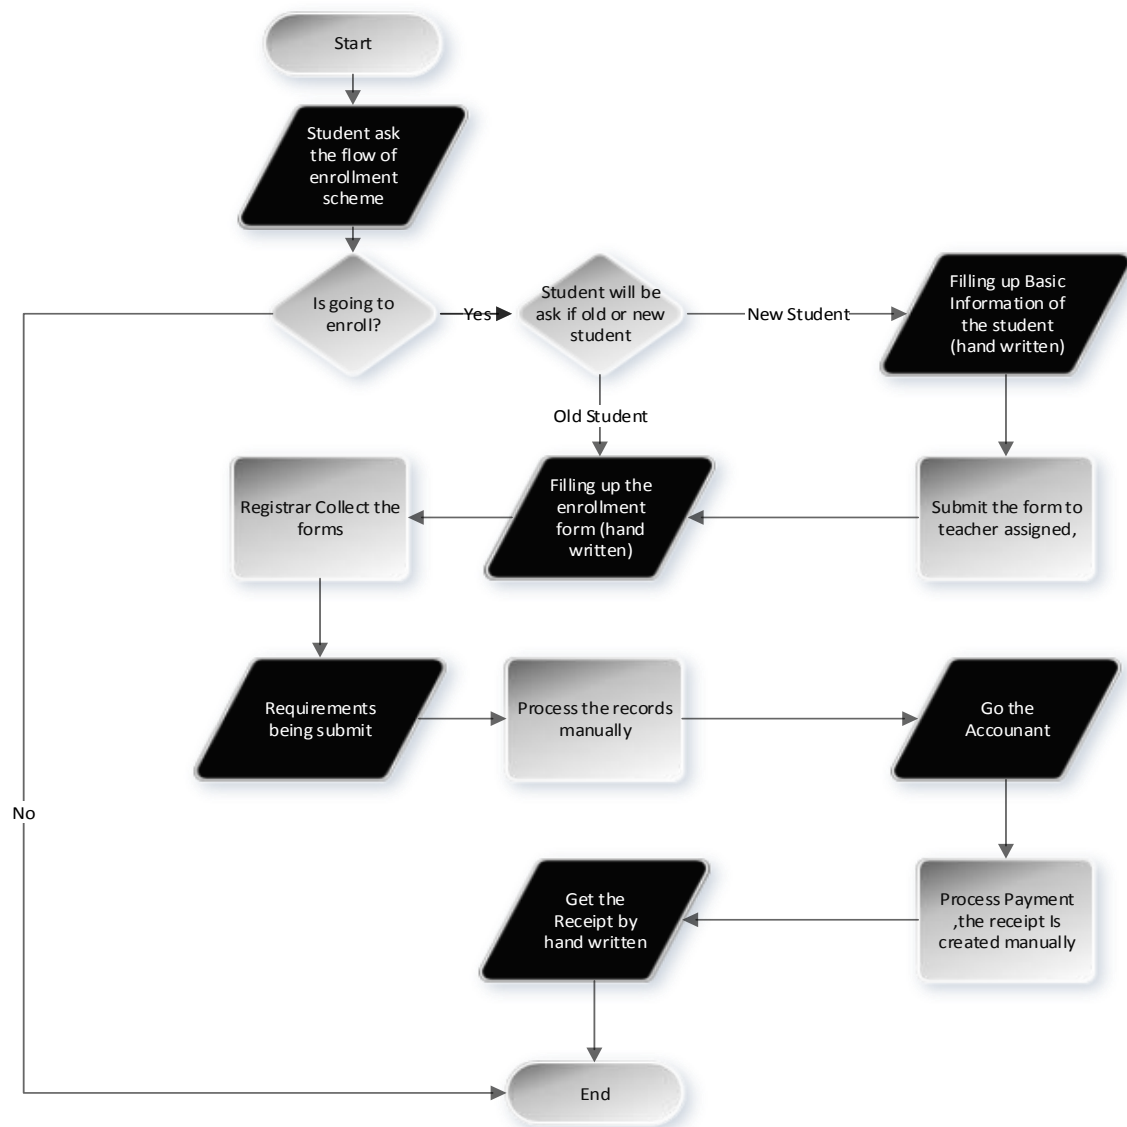 Start
Student ask
the flow of
enrollment
scheme
Is going to
enroll?
Yes
Student will be
ask if old or new
student
New Student
Filling up Basic
Information of
the student
(hand written)
Old Student
Registrar Collect the
forms
Filling up the
enrollment
form (hand
written)
Submit the form to
teacher assigned,
Requirements
being submit
Process the records
manually
Go the
Accounant
No
Get the
Receipt by
hand written
Process Payment
,the receipt Is
created manually
End